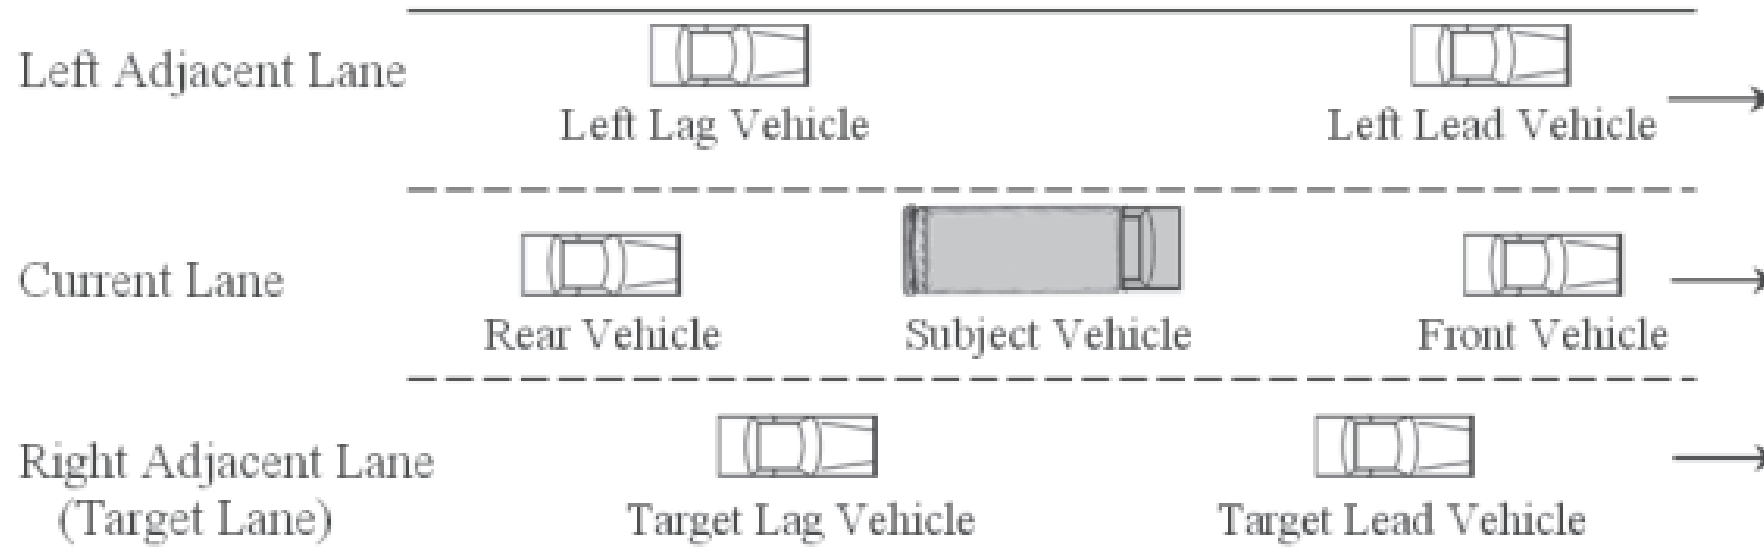 Left Adjacent Lane
Left Lag Vehicle
Left Lead Vehicle
Current Lane
Rear Vehicle
Subject Vehicle
Front Vehicle
Right Adjacent Lane
(Target Lane)
Target Lag Vehicle
Target Lead Vehicle